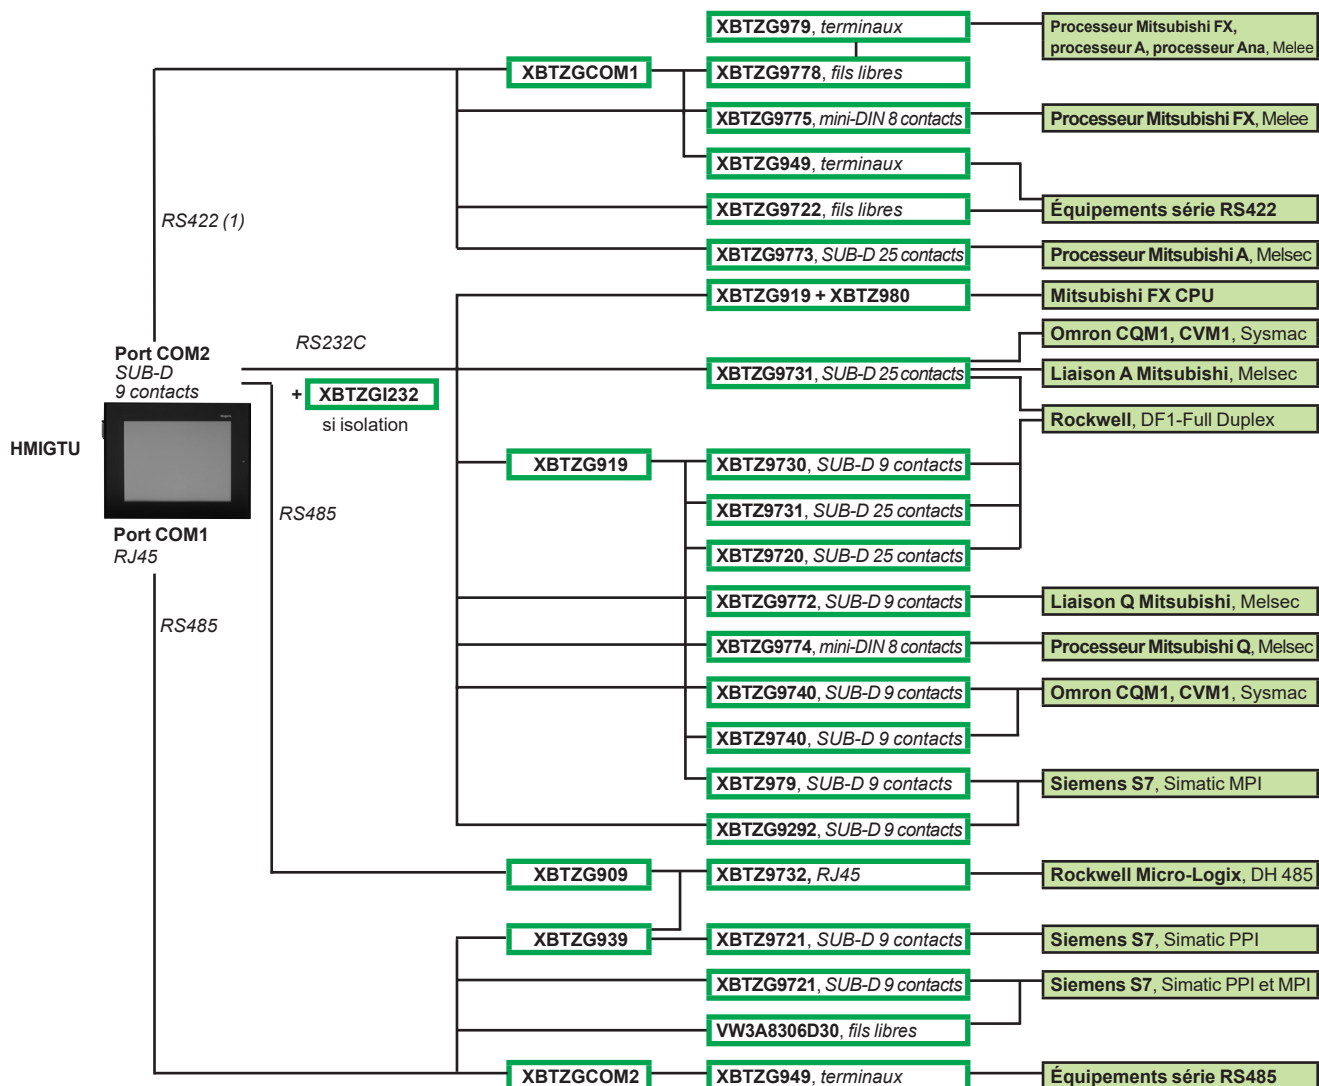 XBTZG979, terminaux
Processeur Mitsubishi FX,
processeur A, processeur Ana, Melee
XBTZGCOM1
XBTZG9778, fils libres
XBTZG9775, mini-DIN 8 contacts
Processeur Mitsubishi FX, Melee
XBTZG949, terminaux
RS422 (1)
XBTZG9722, fils libres
Équipements série RS422
XBTZG9773, SUB-D 25 contacts
Processeur Mitsubishi A, Melsec
XBTZG919 + XBTZ980
Mitsubishi FX CPU
Omron CQM1, CVM1, Sysmac
RS232C
Port COM2
SUB-D
9 contacts
XBTZG9731, SUB-D 25 contacts
Liaison A Mitsubishi, Melsec
+ XBTZGI232
si isolation
Rockwell, DF1-Full Duplex
HMIGTU
XBTZG919
XBTZ9730, SUB-D 9 contacts
RS485
XBTZ9731, SUB-D 25 contacts
Port COM1
RJ45
XBTZ9720, SUB-D 25 contacts
XBTZG9772, SUB-D 9 contacts
Liaison Q Mitsubishi, Melsec
RS485
XBTZG9774, mini-DIN 8 contacts
Processeur Mitsubishi Q, Melsec
XBTZG9740, SUB-D 9 contacts
Omron CQM1, CVM1, Sysmac
XBTZ9740, SUB-D 9 contacts
XBTZ979, SUB-D 9 contacts
Siemens S7, Simatic MPI
XBTZG9292, SUB-D 9 contacts
XBTZG909
XBTZ9732, RJ45
Rockwell Micro-Logix, DH 485
XBTZG939
XBTZ9721, SUB-D 9 contacts
Siemens S7, Simatic PPI
XBTZG9721, SUB-D 9 contacts
Siemens S7, Simatic PPI et MPI
VW3A8306D30, fils libres
XBTZGCOM2
XBTZG949, terminaux
Équipements série RS485